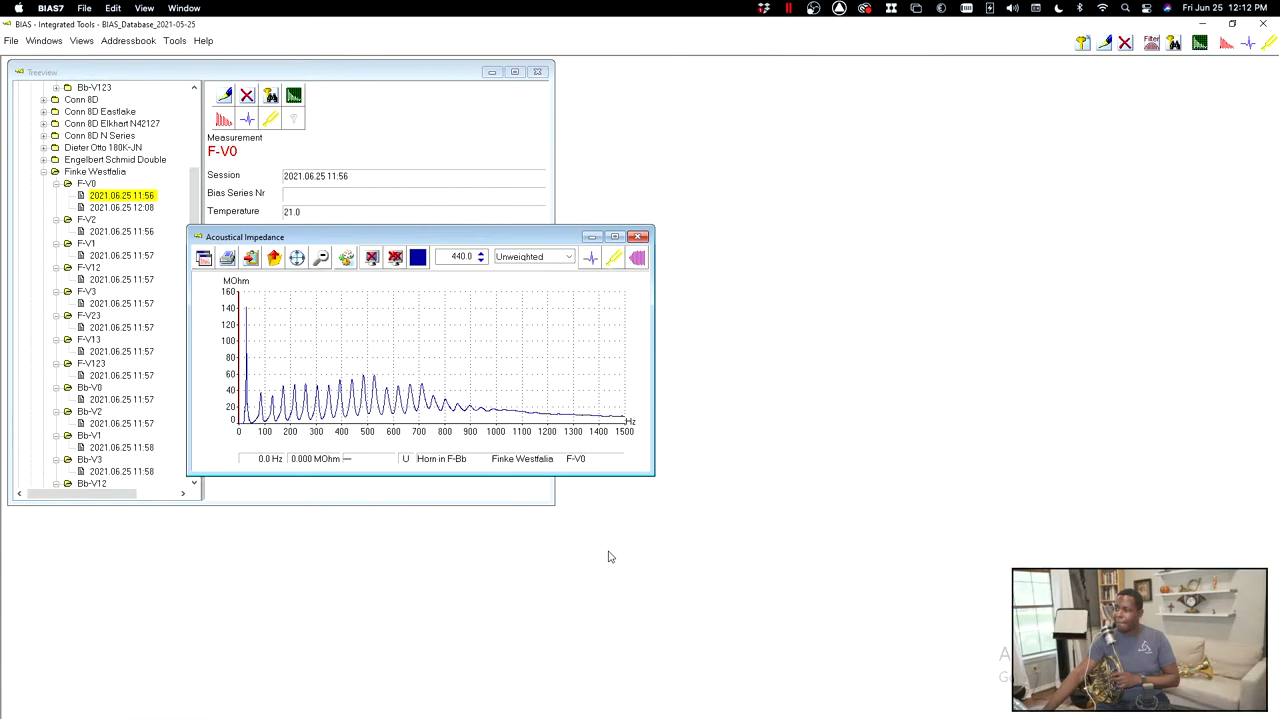 BIAS7 File Edit View Window Fri Jun 25 12:12 PM
BIAS - Integrated Tools - BIAS_Database_2021-05-25
File Windows Views Addressbook Tools Help
Filter
Treeview
Bb-V123
Conn 8D
Conn 8D Eastlake
Conn 8D Elkhart N42127
Conn 8D N Series
Dieter Otto 180K-JN
Engelbert Schmid Double
Finke Westfalia
F-V0
2021.06.25 11:56
2021.06.25 12:08
F-V2
2021.06.25 11:56
F-V1
2021.06.25 11:57
F-V12
2021.06.25 11:57
F-V3
2021.06.25 11:57
F-V23
2021.06.25 11:57
F-V13
2021.06.25 11:57
F-V123
2021.06.25 11:57
Bb-V0
2021.06.25 11:57
Bb-V2
2021.06.25 11:57
Bb-V1
2021.06.25 11:58
Bb-V3
2021.06.25 11:58
Bb-V12
Measurement
F-V0
Session 2021.06.25 11:56
Bias Series Nr
Temperature 21.0
Acoustical Impedance
440.0 Unweighted
MOhm
160
140
120
100
80
60
40
20
0 Hz
0 100 200 300 400 500 600 700 800 900 1000 1100 1200 1300 1400 1500
0.0 Hz 0.000 MOhm — U Horn in F-Bb Finke Westfalia F-V0